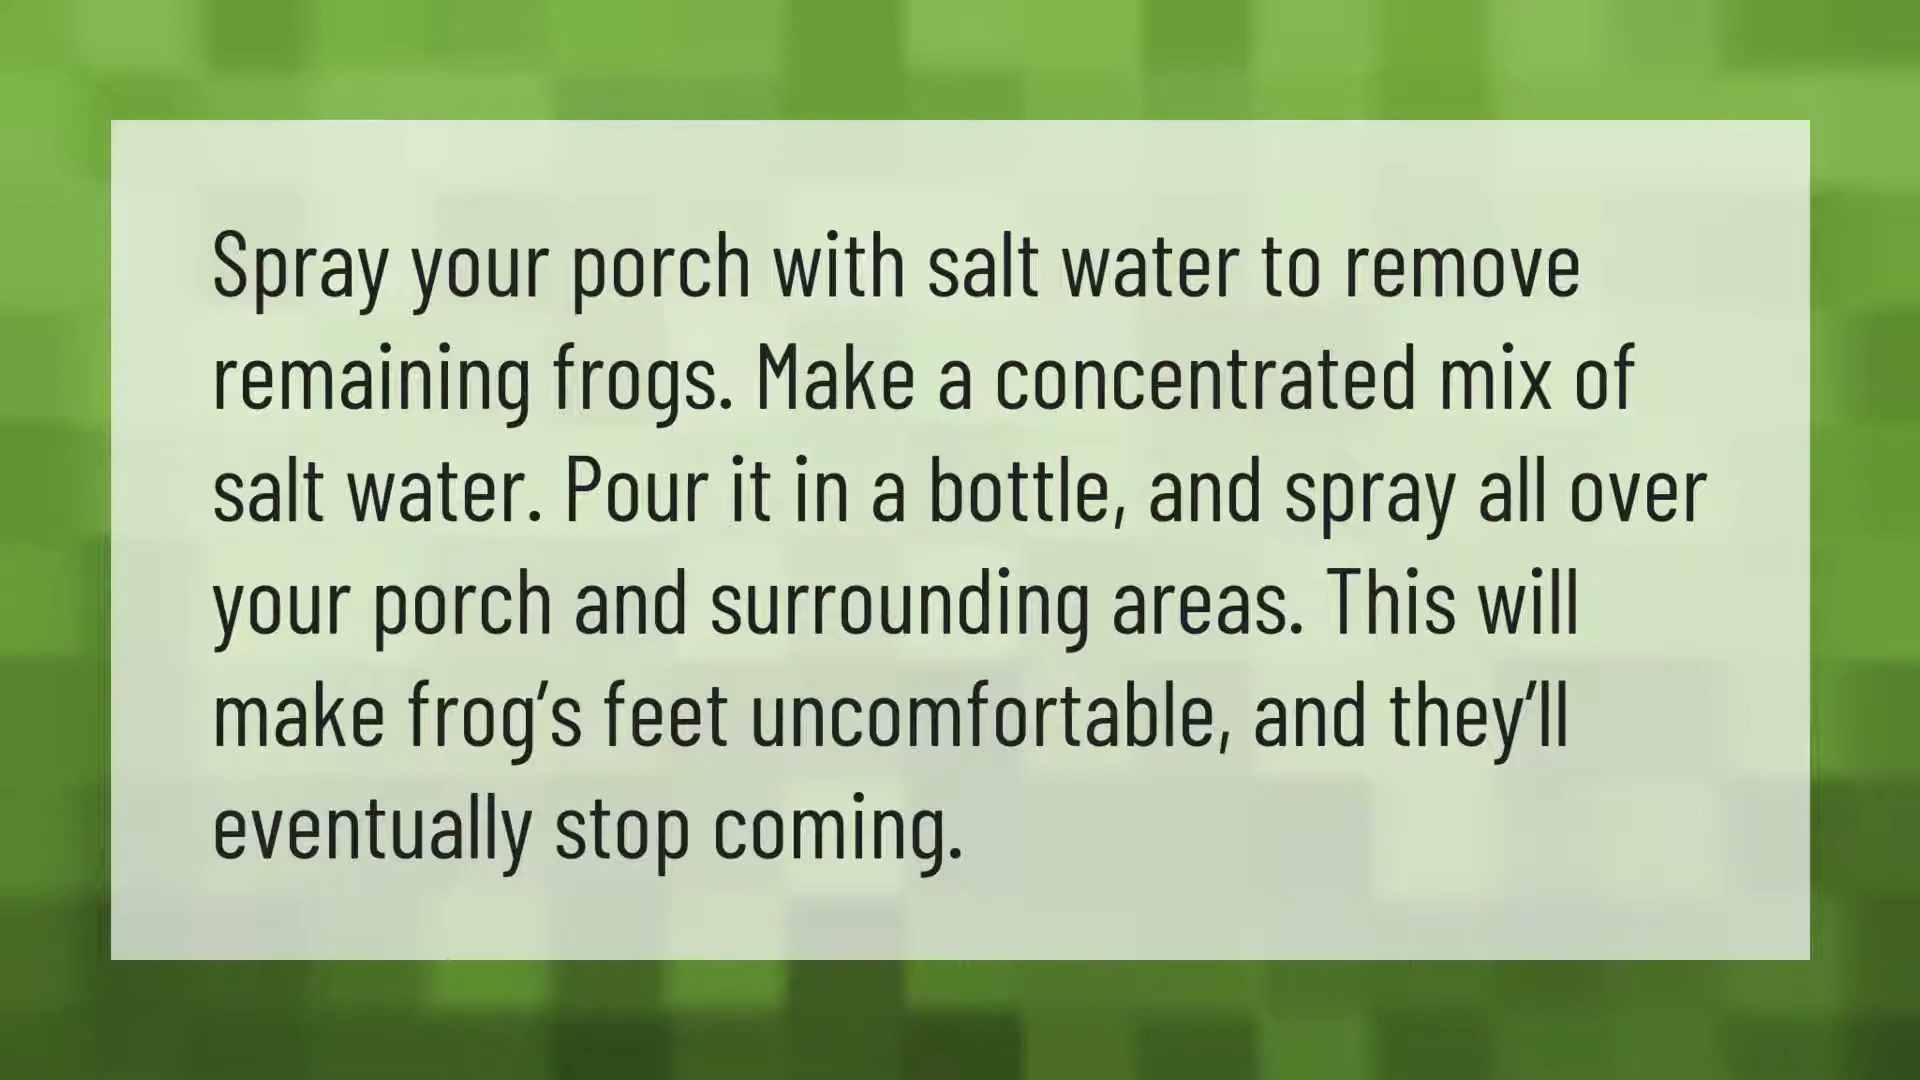 Spray your porch with salt water to remove
remaining frogs. Make a concentrated mix of
salt water. Pour it in a bottle, and spray all over
your porch and surrounding areas. This will
make frog’s feet uncomfortable, and they’ll
eventually stop coming.